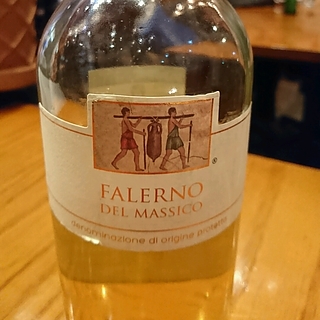 ®
FALERNO
DEL MASSICO
denominazione di origine protetta